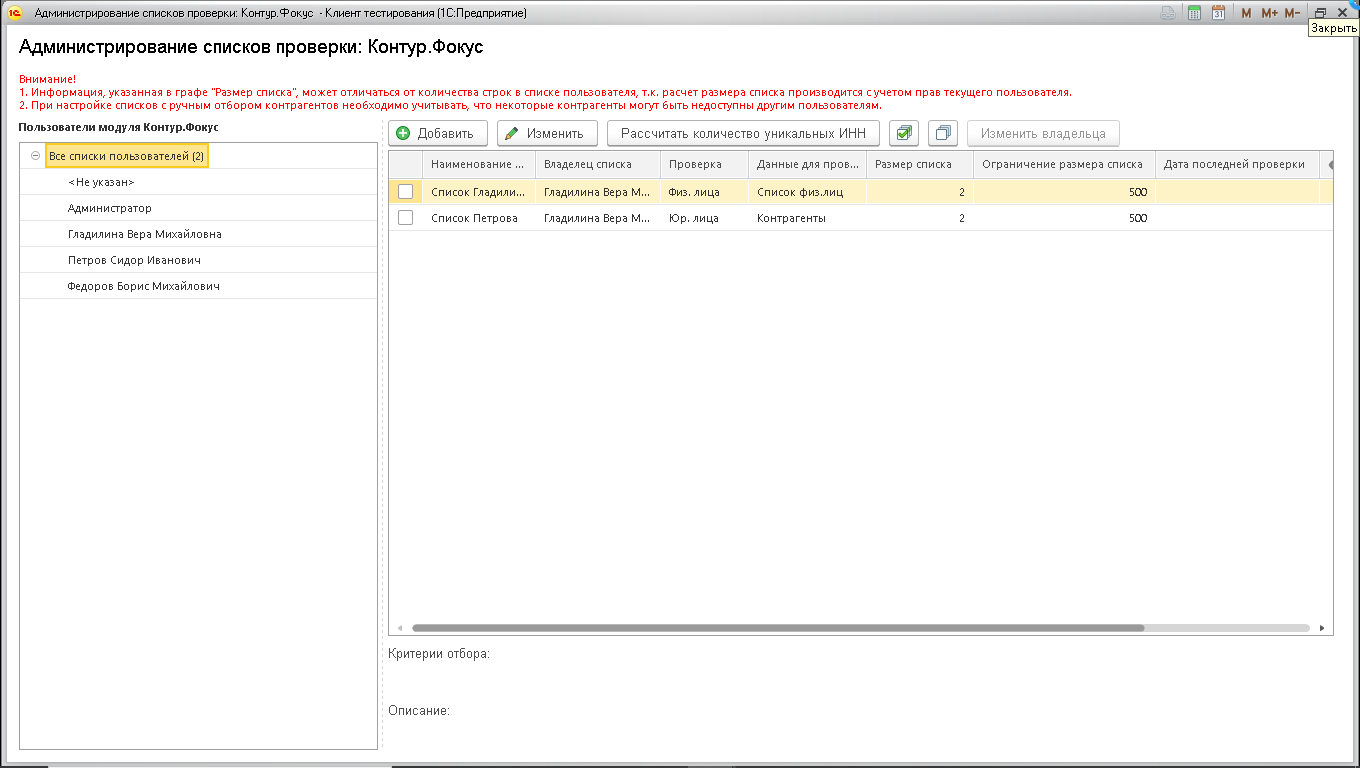 Администрирование списков проверки: Контур.Фокус - Клиент тестирования (1С:Предприятие)
31
M M+ M-
Закрыть
Администрирование списков проверки: Контур.Фокус
Внимание!
1. Информация, указанная в графе "Размер списка", может отличаться от количества строк в списке пользователя, т.к. расчет размера списка производится с учетом прав текущего пользователя.
2. При настройке списков с ручным отбором контрагентов необходимо учитывать, что некоторые контрагенты могут быть недоступны другим пользователям.
Пользователи модуля Контур.Фокус
Все списки пользователей (2)
<Не указан>
Администратор
Гладилина Вера Михайловна
Петров Сидор Иванович
Федоров Борис Михайлович
Добавить Изменить Рассчитать количество уникальных ИНН Изменить владельца
Наименование ... Владелец списка Проверка Данные для пров... Размер списка Ограничение размера списка Дата последней проверки
Список Гладили... Гладилина Вера М... Физ. лица Список физ.лиц 2 500
Список Петрова Гладилина Вера М... Юр. лица Контрагенты 2 500
Критерии отбора:
Описание: